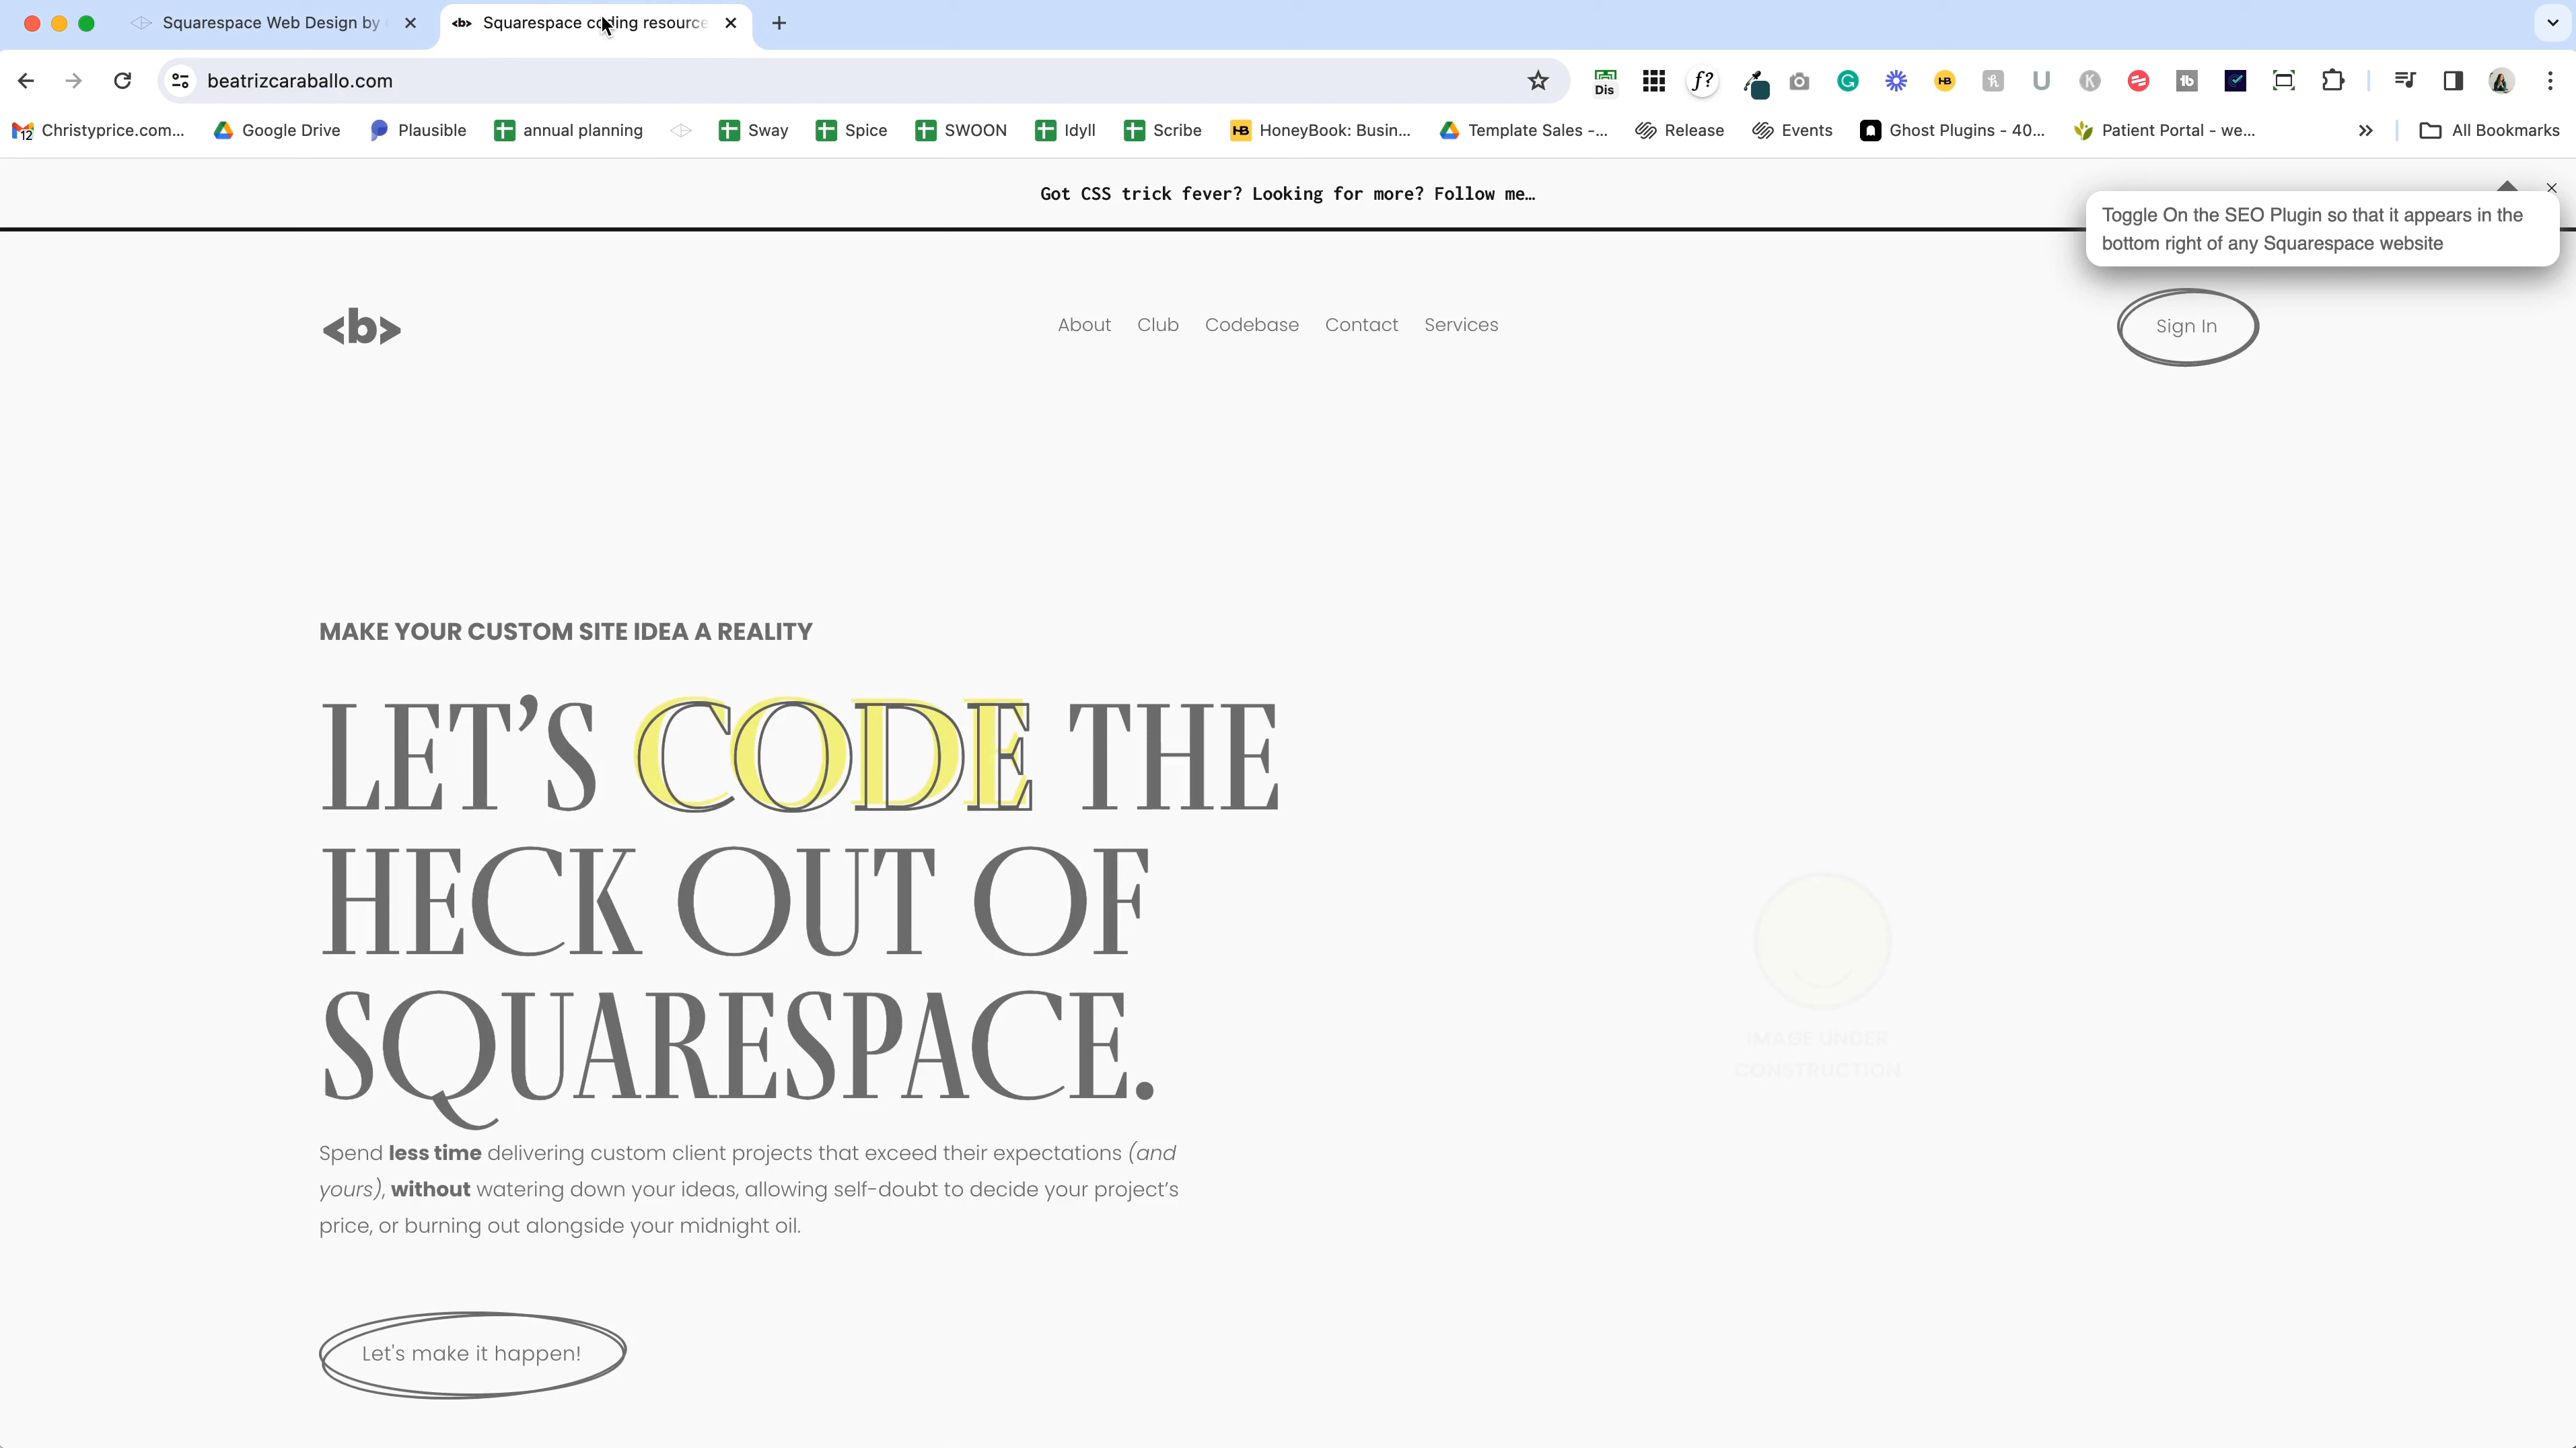 Squarespace Web Design by
Squarespace coding resource
beatrizcaraballo.com
Dis
Christyprice.com...
Google Drive
Plausible
annual planning
Sway
Spice
SWOON
Idyll
Scribe
HoneyBook: Busin...
Template Sales -...
Release
Events
Ghost Plugins - 40...
Patient Portal - we...
All Bookmarks
Got CSS trick fever? Looking for more? Follow me…
Toggle On the SEO Plugin so that it appears in the
bottom right of any Squarespace website
<b>
About
Club
Codebase
Contact
Services
Sign In
MAKE YOUR CUSTOM SITE IDEA A REALITY
LET’S CODE THE
HECK OUT OF
SQUARESPACE.
IMAGE UNDER
CONSTRUCTION
Spend less time delivering custom client projects that exceed their expectations (and
yours), without watering down your ideas, allowing self-doubt to decide your project’s
price, or burning out alongside your midnight oil.
Let's make it happen!